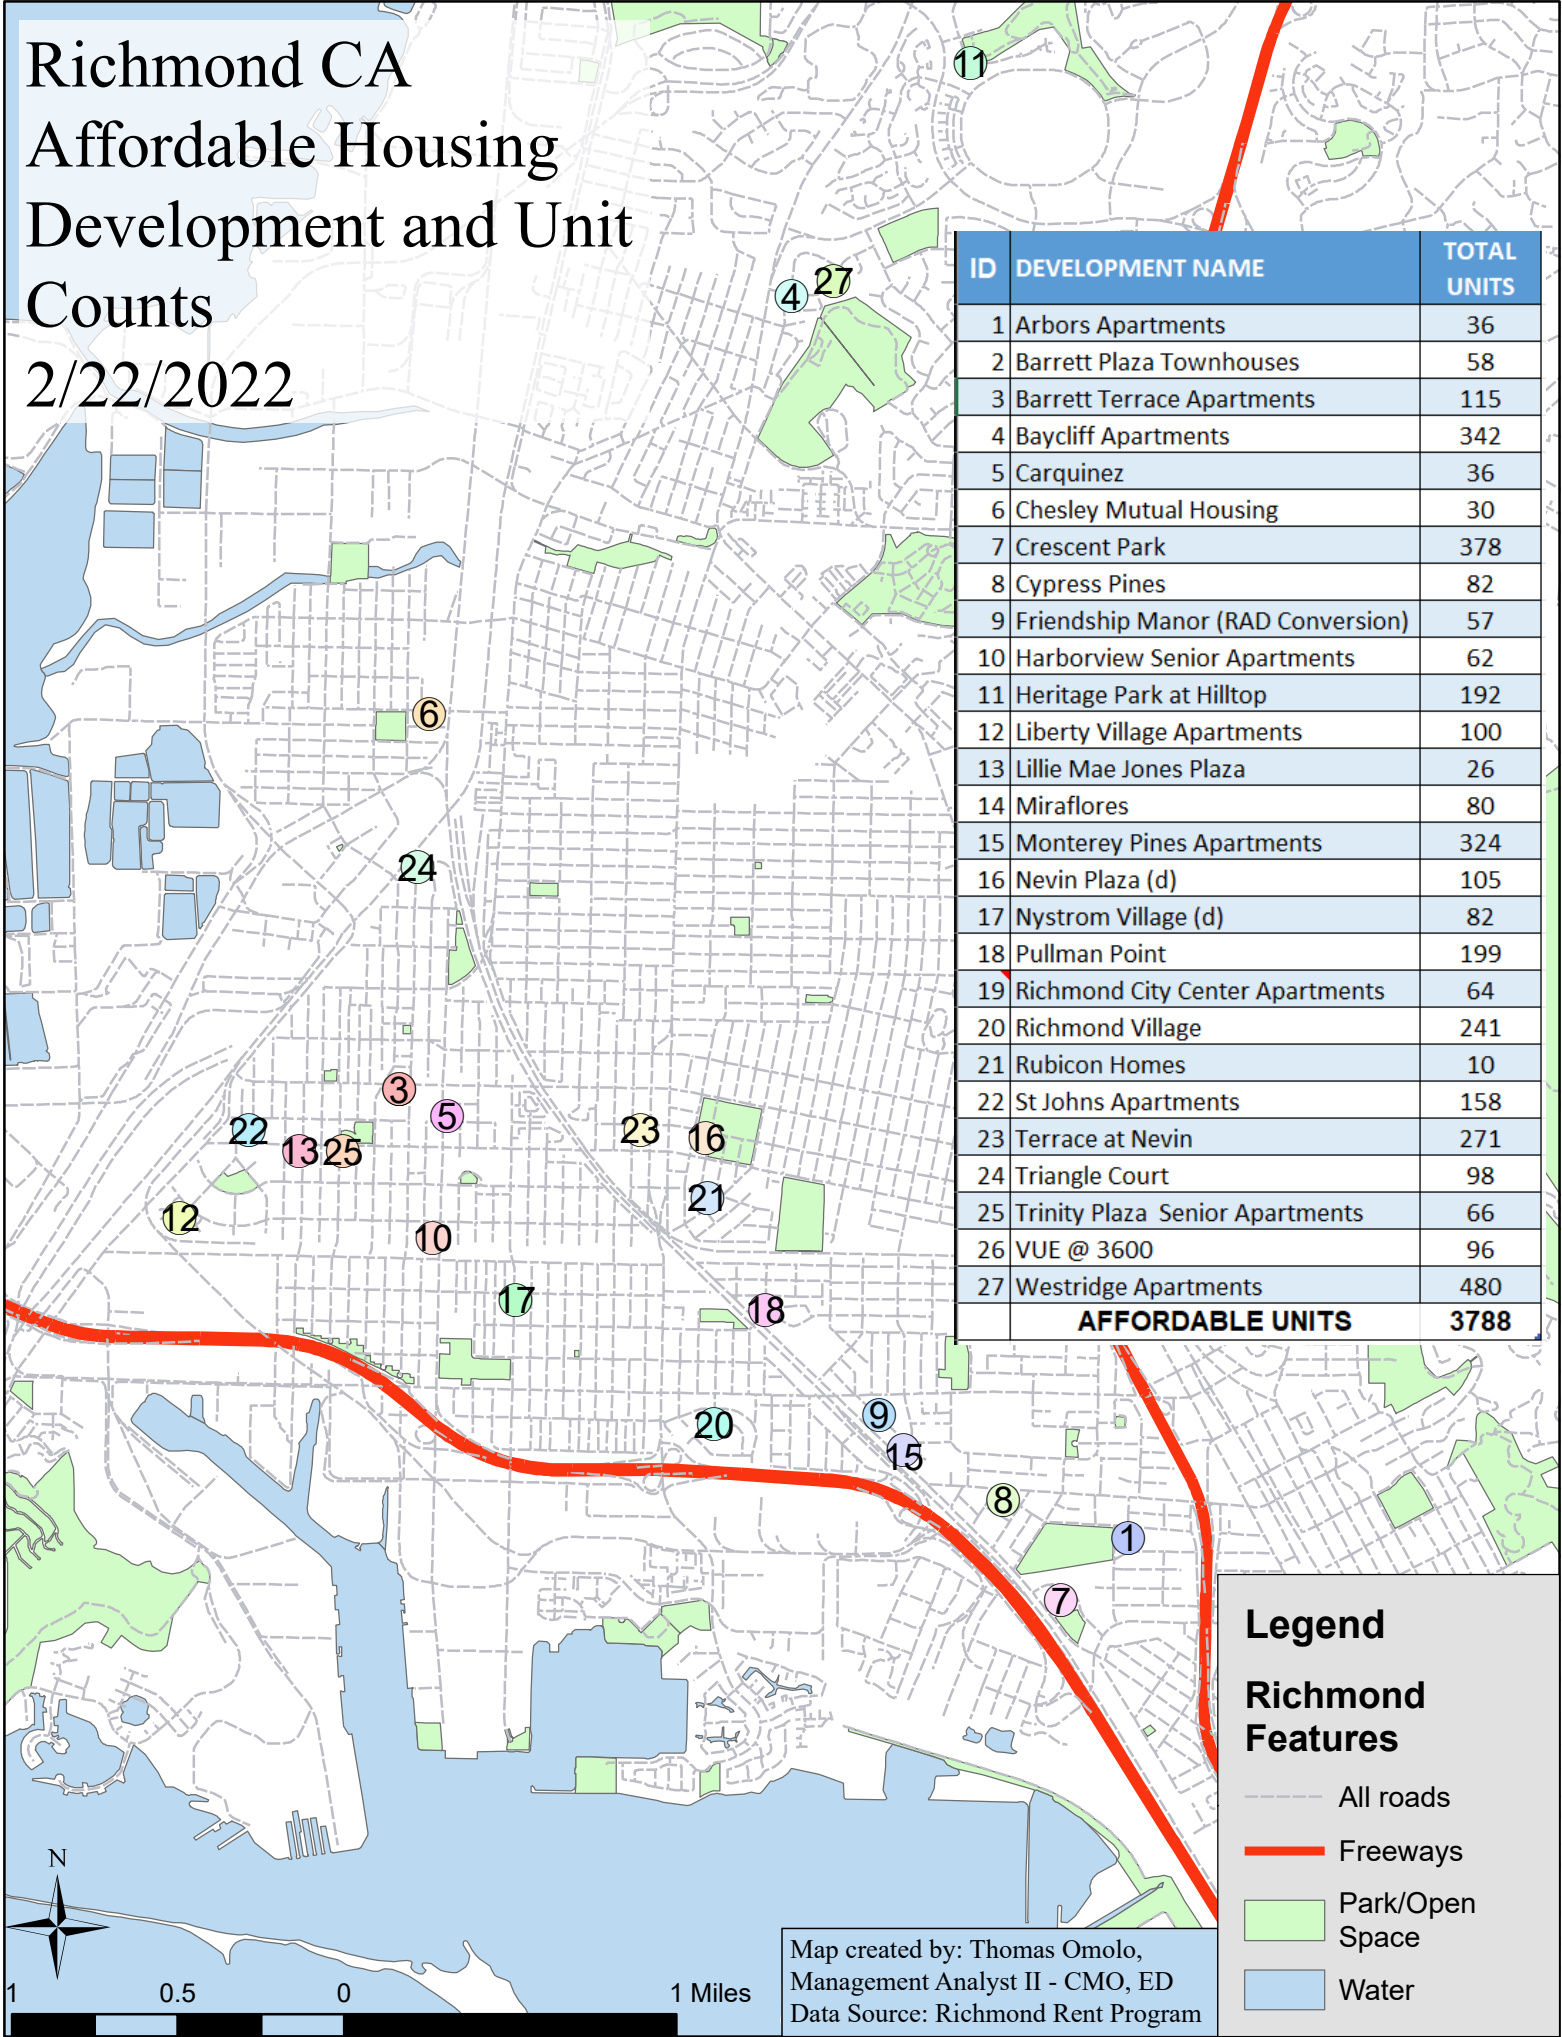 Richmond CA
Affordable Housing
Development and Unit
Counts
2/22/2022
11
27
4
6
24
3
5
22
13
25
23
16
21
12
10
17
18
20
9
15
8
1
7
ID DEVELOPMENT NAME TOTAL UNITS
1 Arbors Apartments 36
2 Barrett Plaza Townhouses 58
3 Barrett Terrace Apartments 115
4 Baycliff Apartments 342
5 Carquinez 36
6 Chesley Mutual Housing 30
7 Crescent Park 378
8 Cypress Pines 82
9 Friendship Manor (RAD Conversion) 57
10 Harborview Senior Apartments 62
11 Heritage Park at Hilltop 192
12 Liberty Village Apartments 100
13 Lillie Mae Jones Plaza 26
14 Miraflores 80
15 Monterey Pines Apartments 324
16 Nevin Plaza (d) 105
17 Nystrom Village (d) 82
18 Pullman Point 199
19 Richmond City Center Apartments 64
20 Richmond Village 241
21 Rubicon Homes 10
22 St Johns Apartments 158
23 Terrace at Nevin 271
24 Triangle Court 98
25 Trinity Plaza Senior Apartments 66
26 VUE @ 3600 96
27 Westridge Apartments 480
AFFORDABLE UNITS 3788
Legend
Richmond
Features
All roads
Freeways
Park/Open
Space
Water
N
1 0.5 0 1 Miles
Map created by: Thomas Omolo,
Management Analyst II - CMO, ED
Data Source: Richmond Rent Program